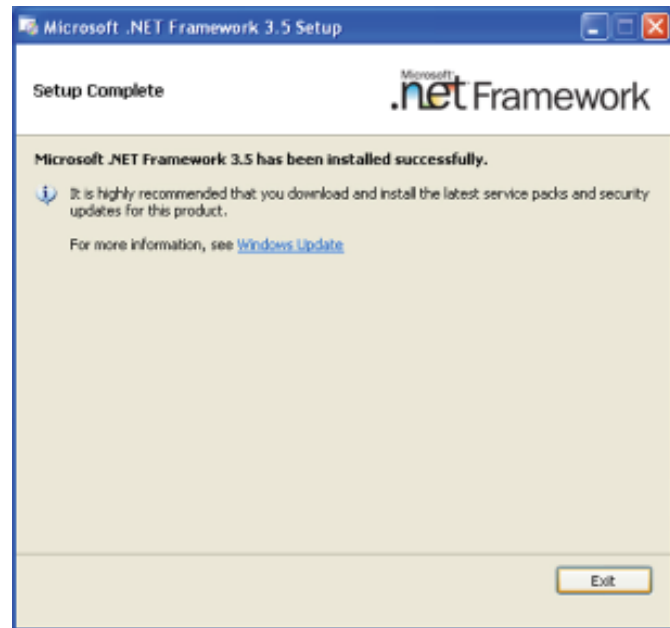 Microsoft .NET Framework 3.5 Setup
Setup Complete
Microsoft
.net Framework
Microsoft .NET Framework 3.5 has been installed successfully.
It is highly recommended that you download and install the latest service packs and security
updates for this product.
For more information, see Windows Update
Exit